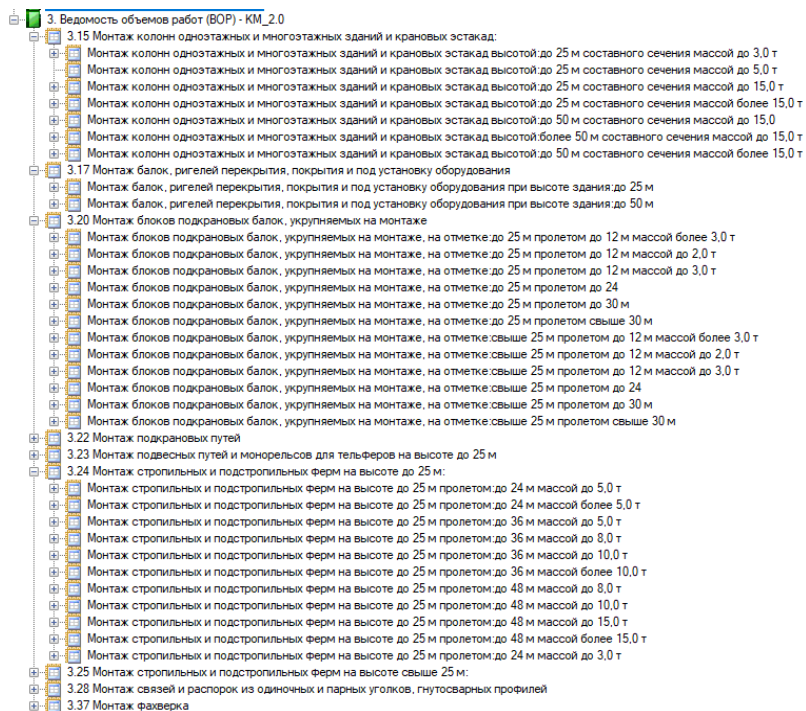 3. Ведомость объемов работ (ВОР) - КМ_2.0
3.15 Монтаж колонн одноэтажных и многоэтажных зданий и крановых эстакад:
Монтаж колонн одноэтажных и многоэтажных зданий и крановых эстакад высотой:до 25 м составного сечения массой до 3,0 т
Монтаж колонн одноэтажных и многоэтажных зданий и крановых эстакад высотой:до 25 м составного сечения массой до 5,0 т
Монтаж колонн одноэтажных и многоэтажных зданий и крановых эстакад высотой:до 25 м составного сечения массой до 15,0 т
Монтаж колонн одноэтажных и многоэтажных зданий и крановых эстакад высотой:до 25 м составного сечения массой более 15,0 т
Монтаж колонн одноэтажных и многоэтажных зданий и крановых эстакад высотой:до 50 м составного сечения массой до 15,0
Монтаж колонн одноэтажных и многоэтажных зданий и крановых эстакад высотой:более 50 м составного сечения массой до 15,0 т
Монтаж колонн одноэтажных и многоэтажных зданий и крановых эстакад высотой:до 50 м составного сечения массой более 15,0 т
3.17 Монтаж балок, ригелей перекрытия, покрытия и под установку оборудования
Монтаж балок, ригелей перекрытия, покрытия и под установку оборудования при высоте здания:до 25 м
Монтаж балок, ригелей перекрытия, покрытия и под установку оборудования при высоте здания:до 50 м
3.20 Монтаж блоков подкрановых балок, укрупняемых на монтаже
Монтаж блоков подкрановых балок, укрупняемых на монтаже, на отметке:до 25 м пролетом до 12 м массой более 3,0 т
Монтаж блоков подкрановых балок, укрупняемых на монтаже, на отметке:до 25 м пролетом до 12 м массой до 2,0 т
Монтаж блоков подкрановых балок, укрупняемых на монтаже, на отметке:до 25 м пролетом до 12 м массой до 3,0 т
Монтаж блоков подкрановых балок, укрупняемых на монтаже, на отметке:до 25 м пролетом до 24
Монтаж блоков подкрановых балок, укрупняемых на монтаже, на отметке:до 25 м пролетом до 30 м
Монтаж блоков подкрановых балок, укрупняемых на монтаже, на отметке:до 25 м пролетом свыше 30 м
Монтаж блоков подкрановых балок, укрупняемых на монтаже, на отметке:свыше 25 м пролетом до 12 м массой более 3,0 т
Монтаж блоков подкрановых балок, укрупняемых на монтаже, на отметке:свыше 25 м пролетом до 12 м массой до 2,0 т
Монтаж блоков подкрановых балок, укрупняемых на монтаже, на отметке:свыше 25 м пролетом до 12 м массой до 3,0 т
Монтаж блоков подкрановых балок, укрупняемых на монтаже, на отметке:свыше 25 м пролетом до 24
Монтаж блоков подкрановых балок, укрупняемых на монтаже, на отметке:свыше 25 м пролетом до 30 м
Монтаж блоков подкрановых балок, укрупняемых на монтаже, на отметке:свыше 25 м пролетом свыше 30 м
3.22 Монтаж подкрановых путей
3.23 Монтаж подвесных путей и монорельсов для тельферов на высоте до 25 м
3.24 Монтаж стропильных и подстропильных ферм на высоте до 25 м:
Монтаж стропильных и подстропильных ферм на высоте до 25 м пролетом:до 24 м массой до 5,0 т
Монтаж стропильных и подстропильных ферм на высоте до 25 м пролетом:до 24 м массой более 5,0 т
Монтаж стропильных и подстропильных ферм на высоте до 25 м пролетом:до 36 м массой до 5,0 т
Монтаж стропильных и подстропильных ферм на высоте до 25 м пролетом:до 36 м массой до 8,0 т
Монтаж стропильных и подстропильных ферм на высоте до 25 м пролетом:до 36 м массой до 10,0 т
Монтаж стропильных и подстропильных ферм на высоте до 25 м пролетом:до 36 м массой более 10,0 т
Монтаж стропильных и подстропильных ферм на высоте до 25 м пролетом:до 48 м массой до 8,0 т
Монтаж стропильных и подстропильных ферм на высоте до 25 м пролетом:до 48 м массой до 10,0 т
Монтаж стропильных и подстропильных ферм на высоте до 25 м пролетом:до 48 м массой до 15,0 т
Монтаж стропильных и подстропильных ферм на высоте до 25 м пролетом:до 48 м массой более 15,0 т
Монтаж стропильных и подстропильных ферм на высоте до 25 м пролетом:до 24 м массой до 3,0 т
3.25 Монтаж стропильных и подстропильных ферм на высоте свыше 25 м:
3.28 Монтаж связей и распорок из одиночных и парных уголков, гнутосварных профилей
3.37 Монтаж фахверка